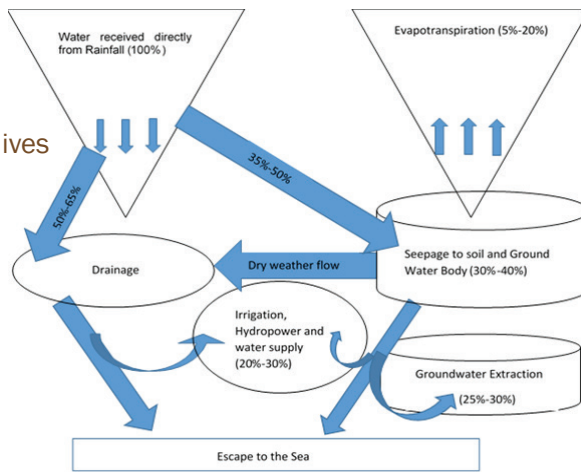 Water received directly
from Rainfall (100%)
Evapotranspiration (5%-20%)
ives
50%-65%
35%-50%
Drainage
Dry weather flow
Seepage to soil and Ground
Water Body (30%-40%)
Irrigation,
Hydropower and
water supply
(20%-30%)
Groundwater Extraction
(25%-30%)
Escape to the Sea